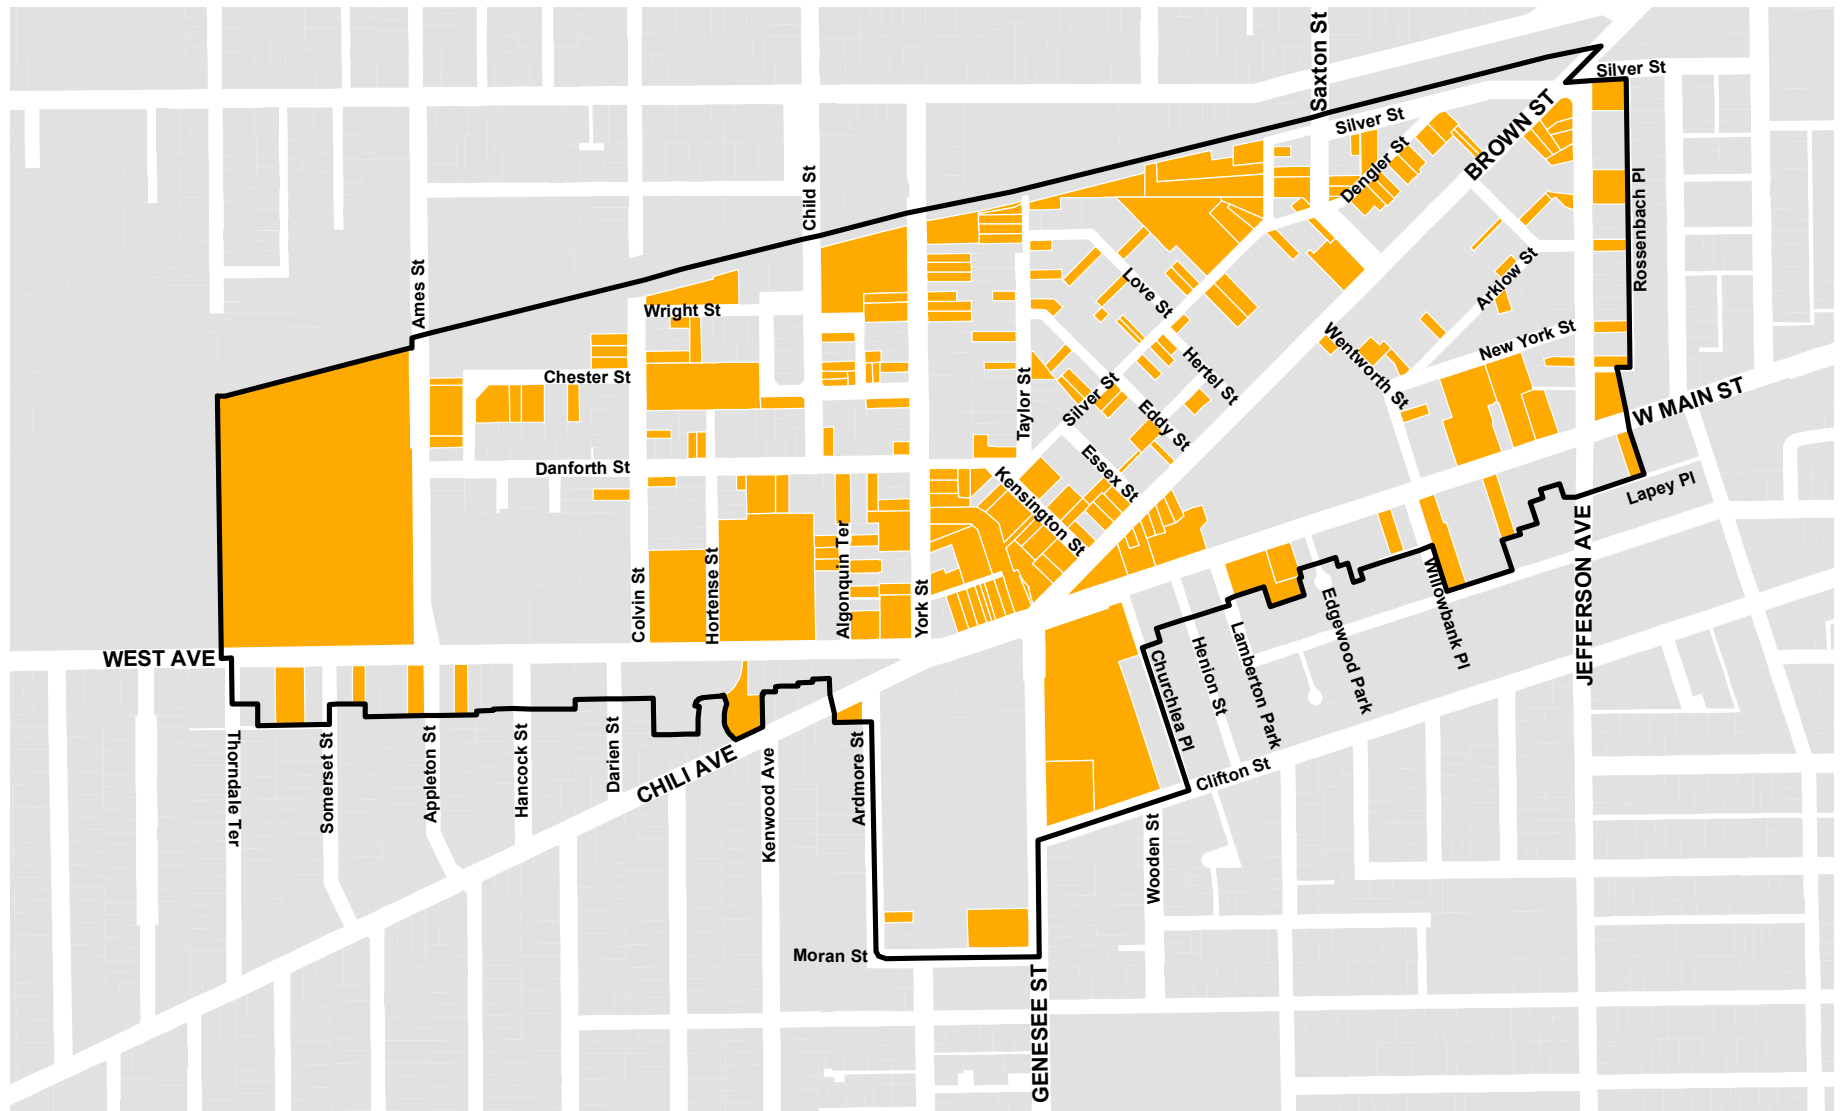 Saxton St
Silver St
Silver St
BROWN ST
Dengler St
Child St
Rossenbach Pl
Ames St
Love St
Arklow St
Wright St
Wentworth St
New York St
Hertel St
Chester St
Taylor St
Silver St
Eddy St
W MAIN ST
Danforth St
Essex St
Kensington St
Lapey Pl
Algonquin Ter
Hortense St
Colvin St
York St
JEFFERSON AVE
Willowbank Pl
Edgewood Park
Lamberton Park
Henion St
Churchlea Pl
WEST AVE
Thorndale Ter
Somerset St
Appleton St
Hancock St
Darien St
CHILI AVE
Kenwood Ave
Ardmore St
Clifton St
Wooden St
Moran St
GENESEE ST